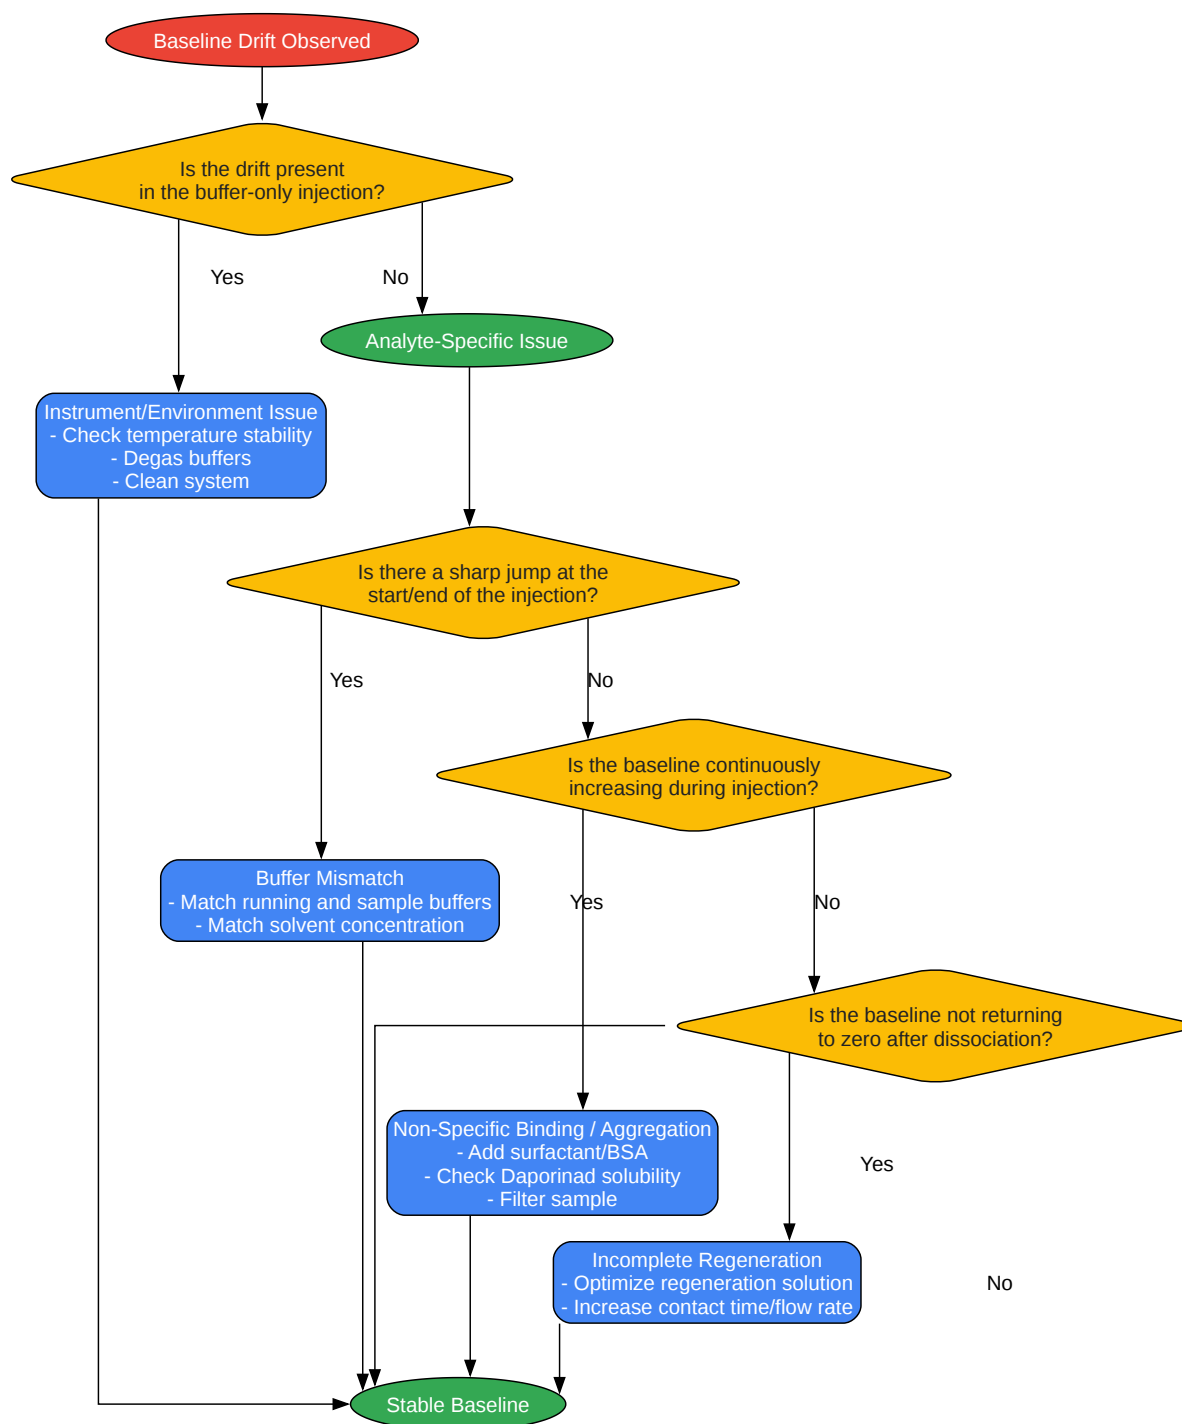 Baseline Drift Observed
Is the drift present
in the buffer-only injection?
Yes
No
Analyte-Specific Issue
Instrument/Environment Issue
- Check temperature stability
- Degas buffers
- Clean system
Is there a sharp jump at the
start/end of the injection?
Yes
No
Is the baseline continuously
increasing during injection?
Buffer Mismatch
- Match running and sample buffers
- Match solvent concentration
Yes
No
Is the baseline not returning
to zero after dissociation?
Non-Specific Binding / Aggregation
- Add surfactant/BSA
- Check Daporinad solubility
- Filter sample
Yes
Incomplete Regeneration
- Optimize regeneration solution
- Increase contact time/flow rate
No
Stable Baseline